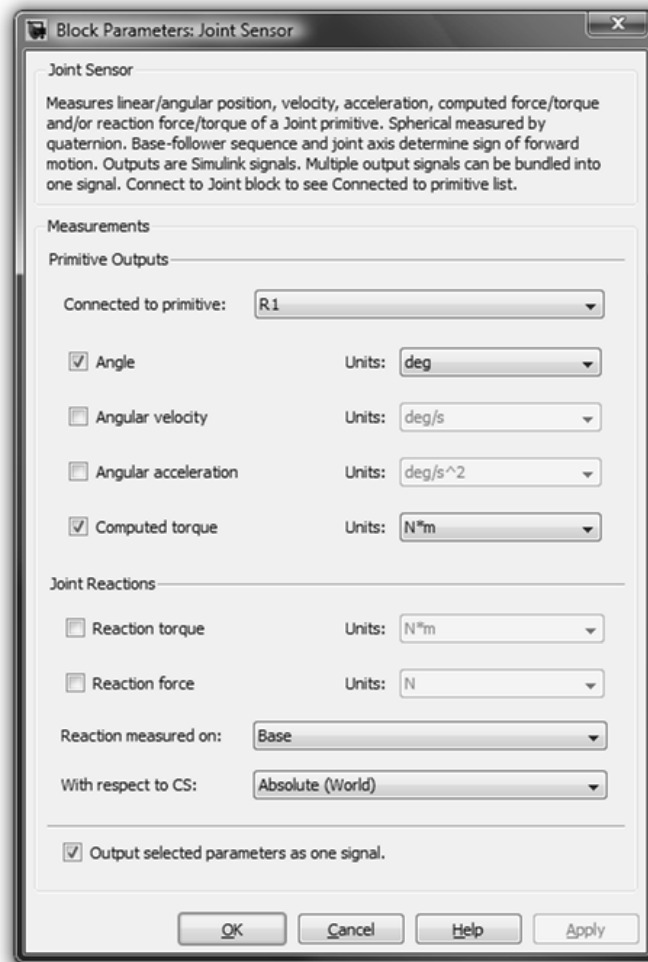 Block Parameters: Joint Sensor
Joint Sensor
Measures linear/angular position, velocity, acceleration, computed force/torque
and/or reaction force/torque of a Joint primitive. Spherical measured by
quaternion. Base-follower sequence and joint axis determine sign of forward
motion. Outputs are Simulink signals. Multiple output signals can be bundled into
one signal. Connect to Joint block to see Connected to primitive list.
Measurements
Primitive Outputs
Connected to primitive: R1
Angle Units: deg
Angular velocity Units: deg/s
Angular acceleration Units: deg/s^2
Computed torque Units: N*m
Joint Reactions
Reaction torque Units: N*m
Reaction force Units: N
Reaction measured on: Base
With respect to CS: Absolute (World)
Output selected parameters as one signal.
OK Cancel Help Apply